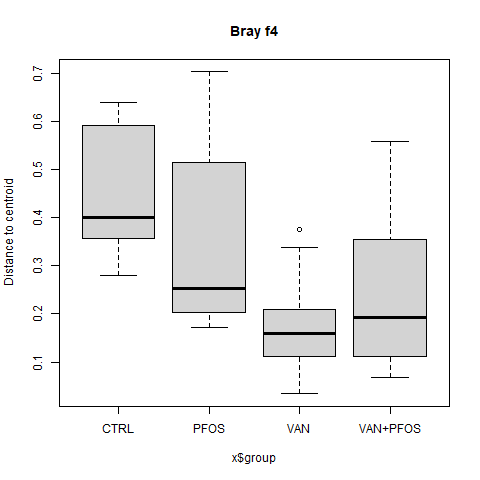 Bray f4
Distance to centroid
0.7
0.6
0.5
0.4
0.3
0.2
0.1
CTRL PFOS VAN VAN+PFOS
x$group